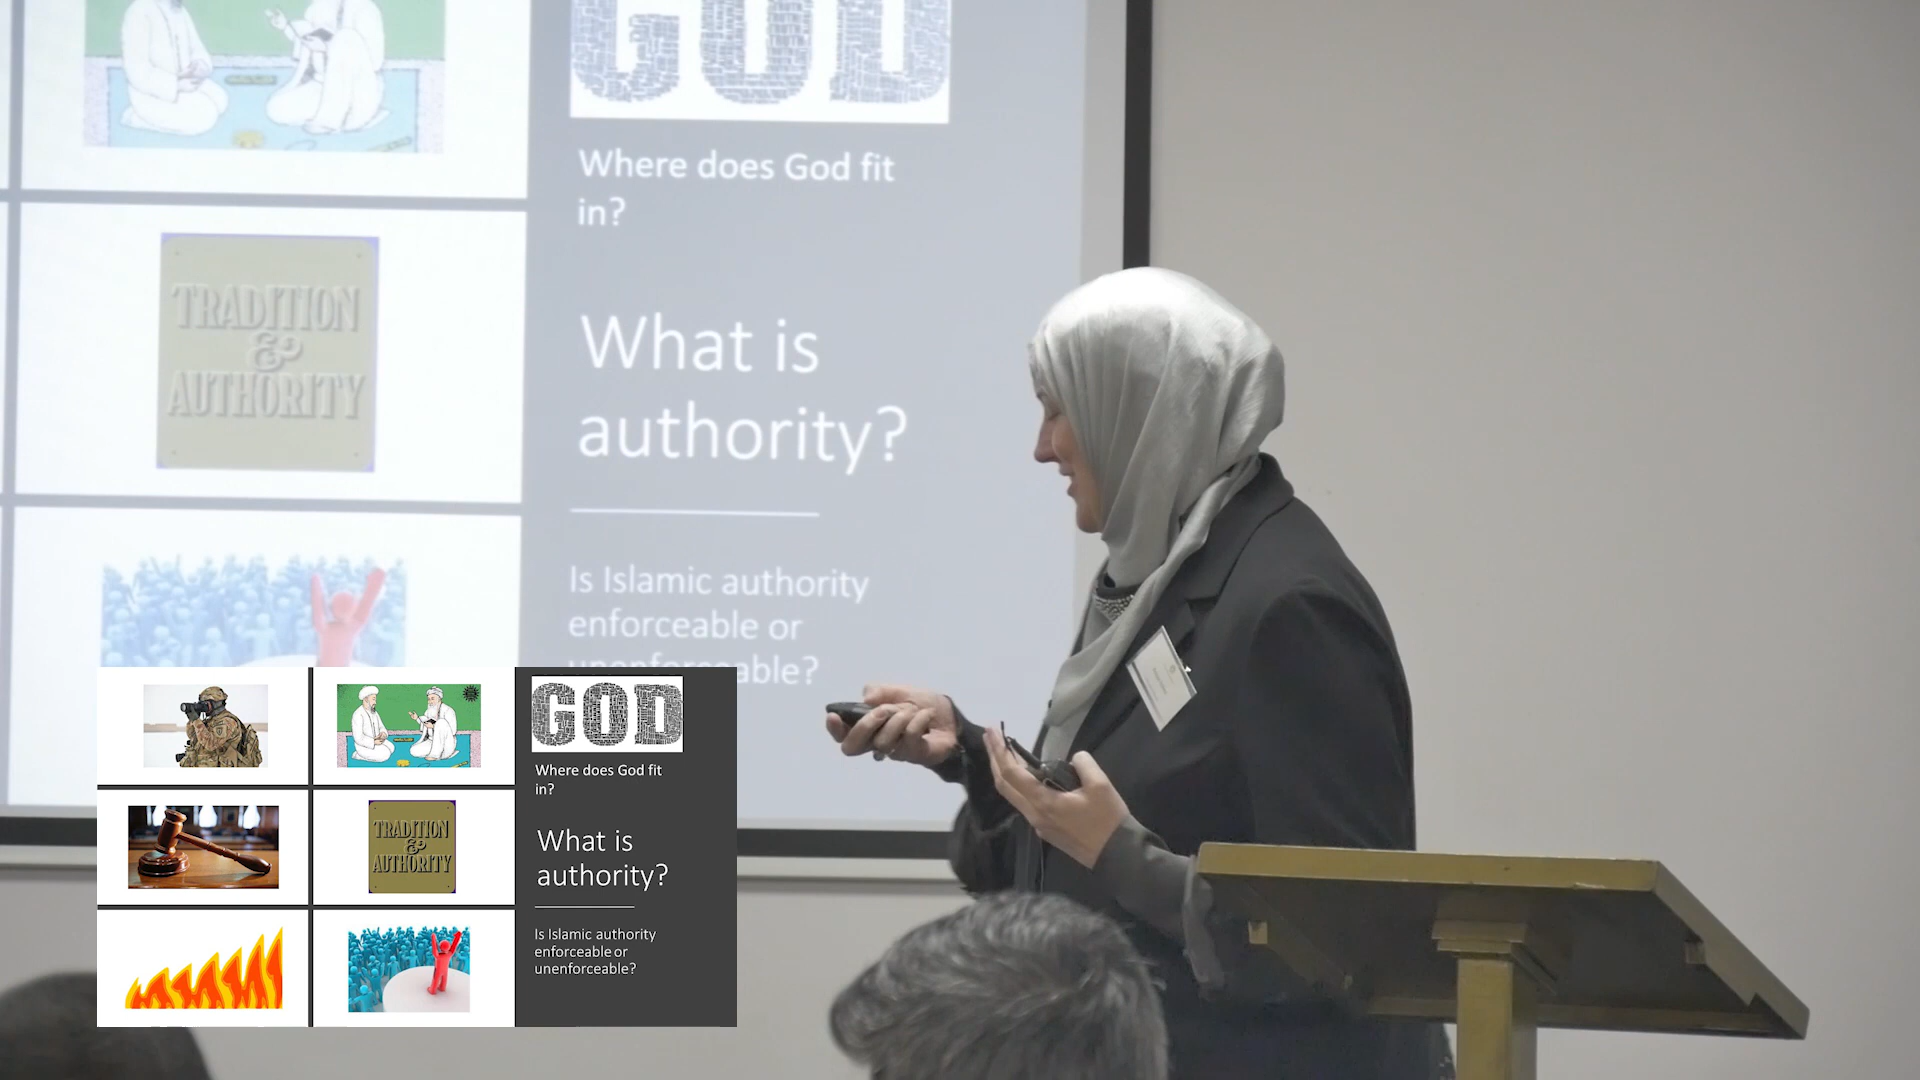 GOD
Where does God fit
in?
TRADITION
&
AUTHORITY
What is
authority?
Is Islamic authority
enforceable or
unenforceable?
GOD
Where does God fit
in?
TRADITION
&
AUTHORITY
What is
authority?
Is Islamic authority
enforceable or
unenforceable?